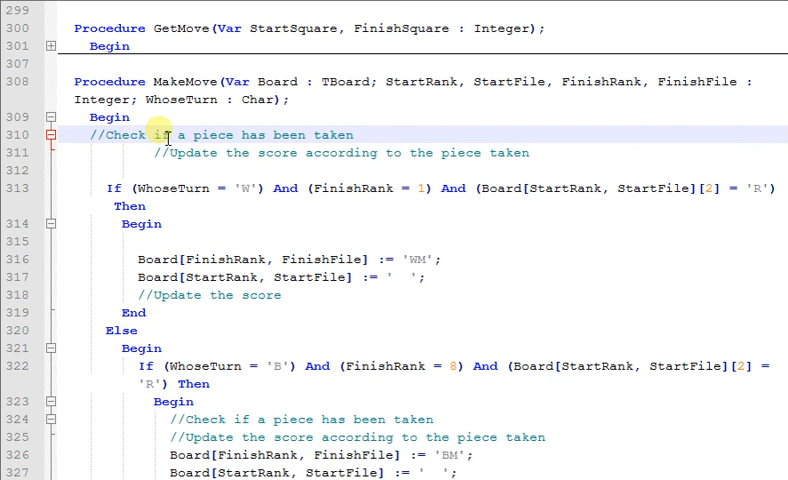 299
300 Procedure GetMove(Var StartSquare, FinishSquare : Integer);
301 Begin
307
308 Procedure MakeMove(Var Board : TBoard; StartRank, StartFile, FinishRank, FinishFile :
Integer; WhoseTurn : Char);
309 Begin
310 //Check if a piece has been taken
311 //Update the score according to the piece taken
312
313 If (WhoseTurn = 'W') And (FinishRank = 1) And (Board[StartRank, StartFile][2] = 'R')
Then
314 Begin
315
316 Board[FinishRank, FinishFile] := 'WM';
317 Board[StartRank, StartFile] := '  ';
318 //Update the score
319 End
320 Else
321 Begin
322 If (WhoseTurn = 'B') And (FinishRank = 8) And (Board[StartRank, StartFile][2] =
'R') Then
323 Begin
324 //Check if a piece has been taken
325 //Update the score according to the piece taken
326 Board[FinishRank, FinishFile] := 'BM';
327 Board[StartRank, StartFile] := '  ';